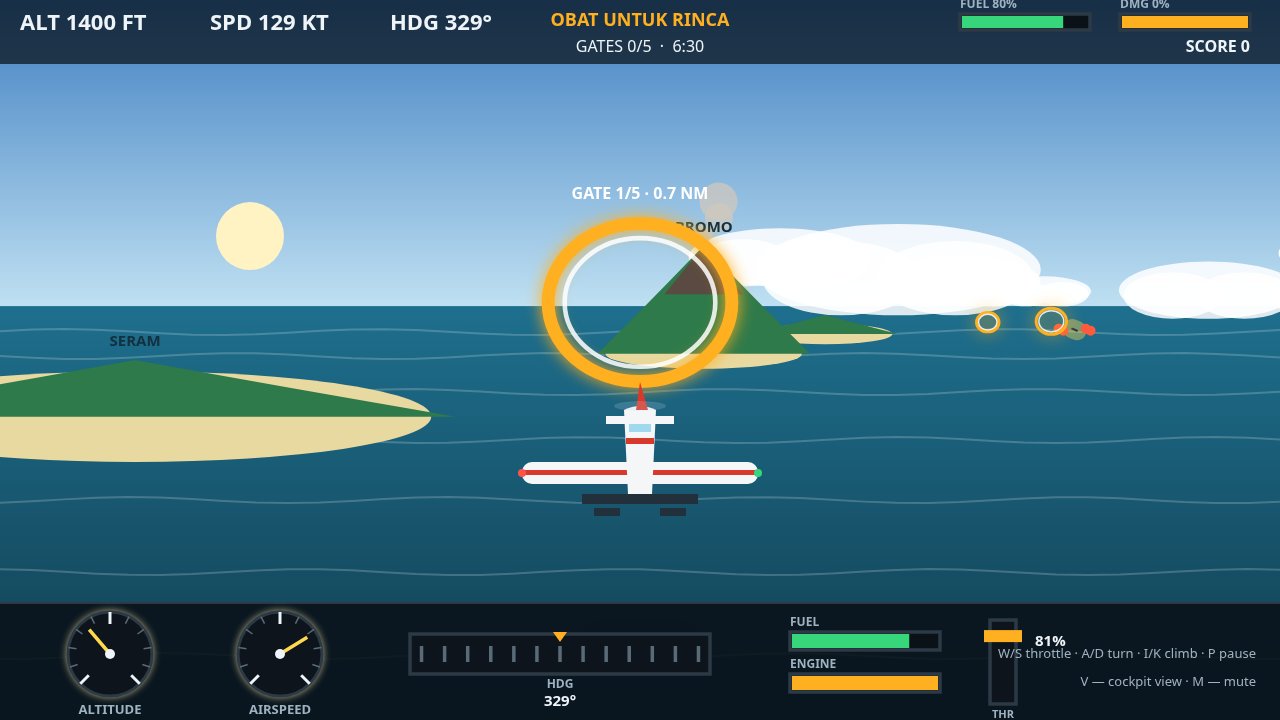 ALT 1400 FT
SPD 129 KT
HDG 329°
OBAT UNTUK RINCA
GATES 0/5 · 6:30
FUEL 80%
DMG 0%
SCORE 0
GATE 1/5 · 0.7 NM
BROMO
SERAM
ALTITUDE
AIRSPEED
HDG
329°
FUEL
ENGINE
81%
W/S throttle · A/D turn · I/K climb · P pause
V — cockpit view · M — mute
THR